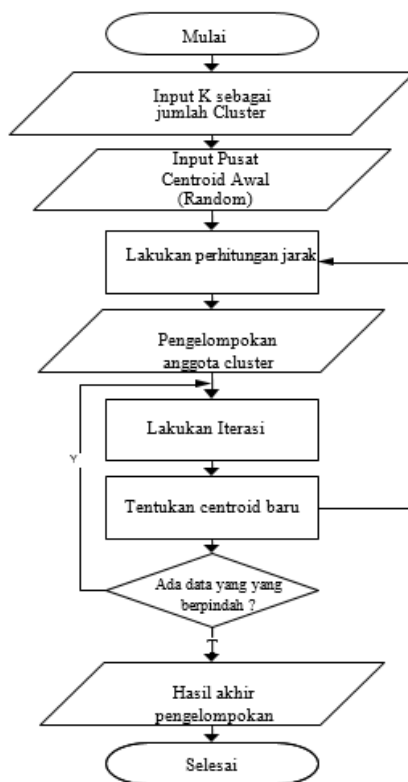 Mulai
Input K sebagai
jumlah Cluster
Input Pusat
Centroid Awal
(Random)
Lakukan perhitungan jarak
Pengelompokan
anggota cluster
Lakukan Iterasi
Y
Tentukan centroid baru
Ada data yang yang
berpindah ?
T
Hasil akhir
pengelompokan
Selesai